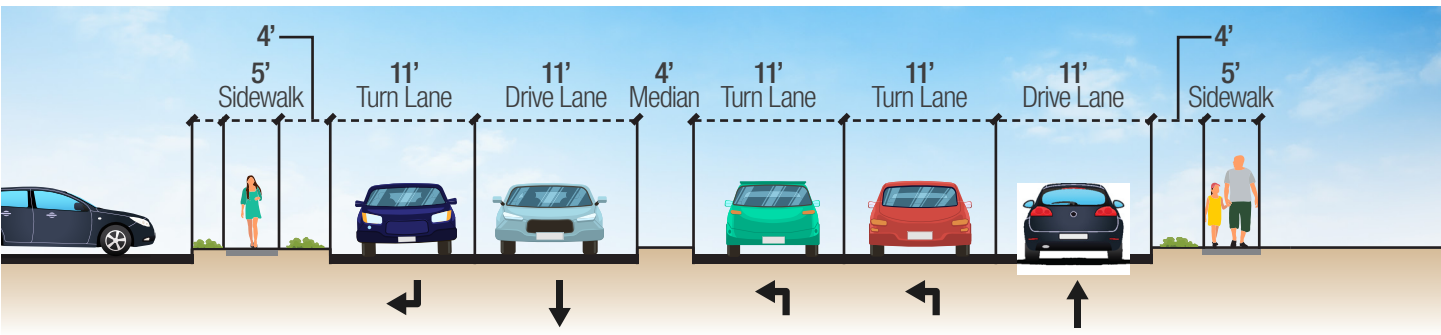 4’
5’
Sidewalk
11’
Turn Lane
11’
Drive Lane
4’
Median
11’
Turn Lane
11’
Turn Lane
11’
Drive Lane
4’
5’
Sidewalk